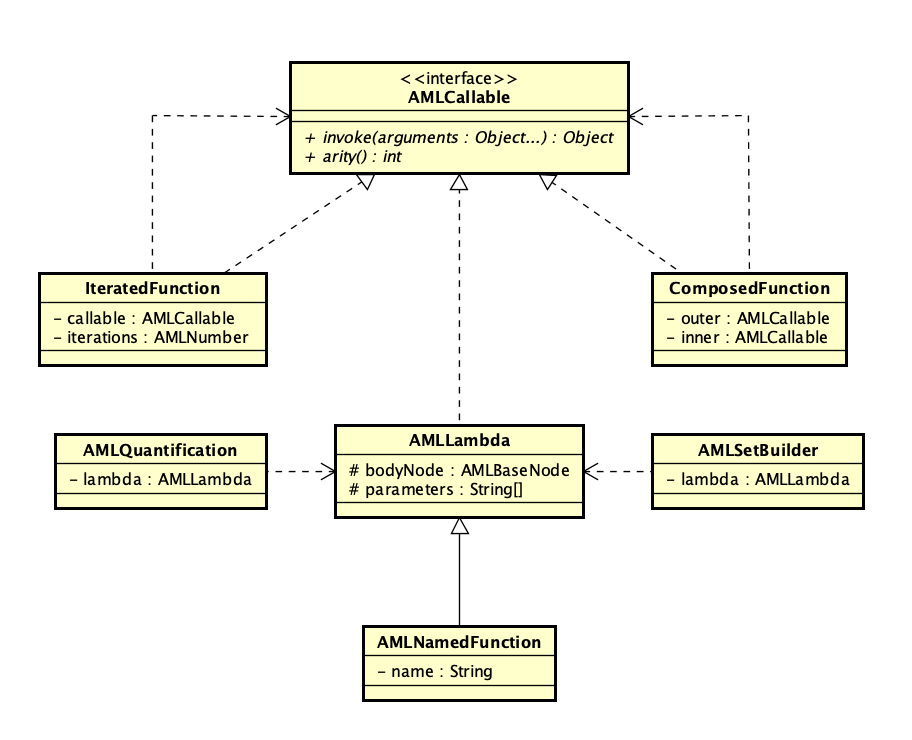 <<interface>>
AMLCallable
+ invoke(arguments : Object...) : Object
+ arity() : int
IteratedFunction
- callable : AMLCallable
- iterations : AMLNumber
ComposedFunction
- outer : AMLCallable
- inner : AMLCallable
AMLQuantification
- lambda : AMLLambda
AMLLambda
# bodyNode : AMLBaseNode
# parameters : String[]
AMLSetBuilder
- lambda : AMLLambda
AMLNamedFunction
- name : String